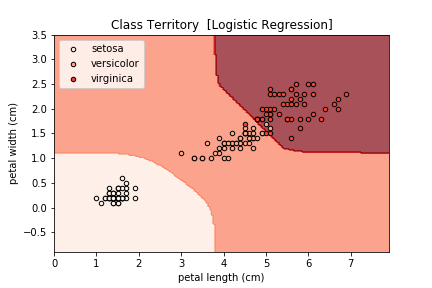 Class Territory  [Logistic Regression]
setosa
versicolor
virginica
petal width (cm)
3.5
3.0
2.5
2.0
1.5
1.0
0.5
0.0
−0.5
0 1 2 3 4 5 6 7
petal length (cm)